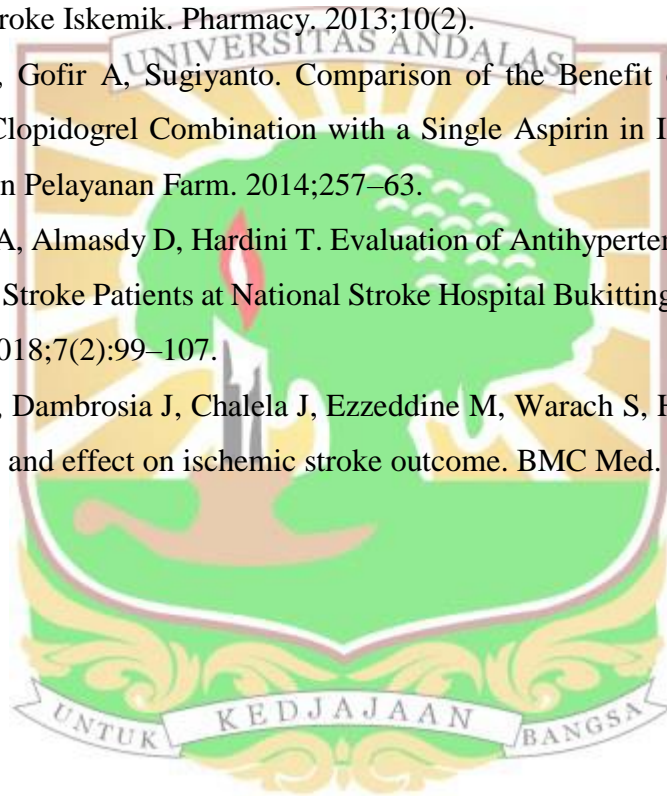 troke Iskemik. Pharmacy. 2013;10(2).
UNIVERSITAS ANDALAS
, Gofir A, Sugiyanto. Comparison of the Benefit
Clopidogrel Combination with a Single Aspirin in I
n Pelayanan Farm. 2014;257–63.
A, Almasdy D, Hardini T. Evaluation of Antihyperten
Stroke Patients at National Stroke Hospital Bukitting
018;7(2):99–107.
, Dambrosia J, Chalela J, Ezzeddine M, Warach S, H
and effect on ischemic stroke outcome. BMC Med.
UNTUK KEDJAJAAN BANGSA